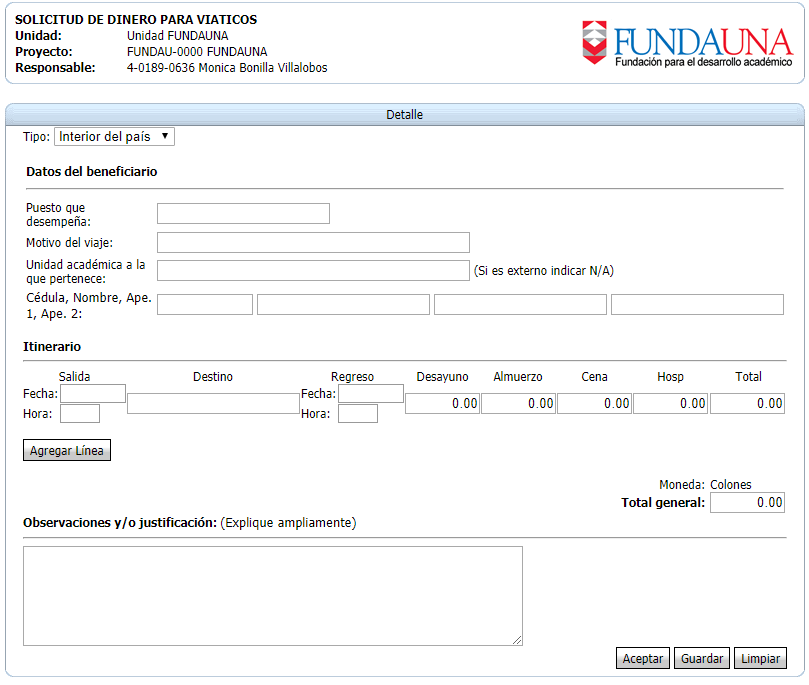 SOLICITUD DE DINERO PARA VIATICOS
Unidad: Unidad FUNDAUNA
Proyecto: FUNDAU-0000 FUNDAUNA
Responsable: 4-0189-0636 Monica Bonilla Villalobos
FUNDAUNA
Fundación para el desarrollo académico
Detalle
Tipo: Interior del país
Datos del beneficiario
Puesto que
desempeña:
Motivo del viaje:
Unidad académica a la
que pertenece:
(Si es externo indicar N/A)
Cédula, Nombre, Ape.
1, Ape. 2:
Itinerario
Salida Destino Regreso Desayuno Almuerzo Cena Hosp Total
Fecha: Fecha:
0.00 0.00 0.00 0.00 0.00
Hora: Hora:
Agregar Línea
Moneda: Colones
Total general: 0.00
Observaciones y/o justificación: (Explique ampliamente)
Aceptar Guardar Limpiar